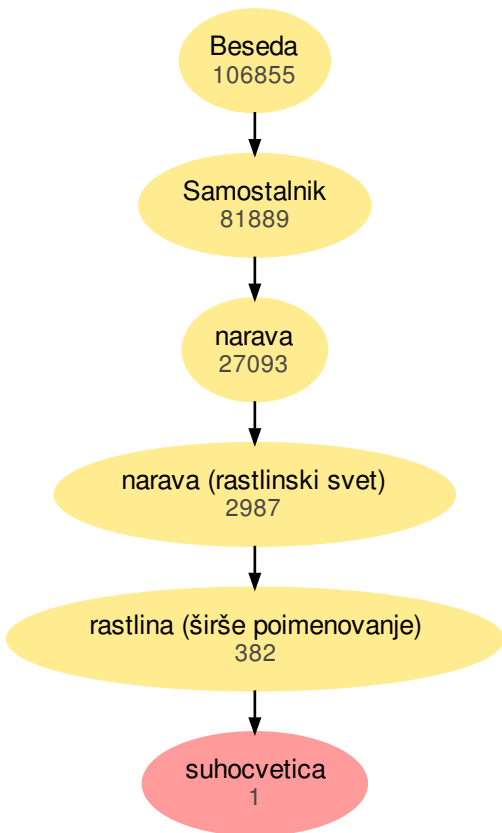 Beseda
106855
Samostalnik
81889
narava
27093
narava (rastlinski svet)
2987
rastlina (širše poimenovanje)
382
suhocvetica
1